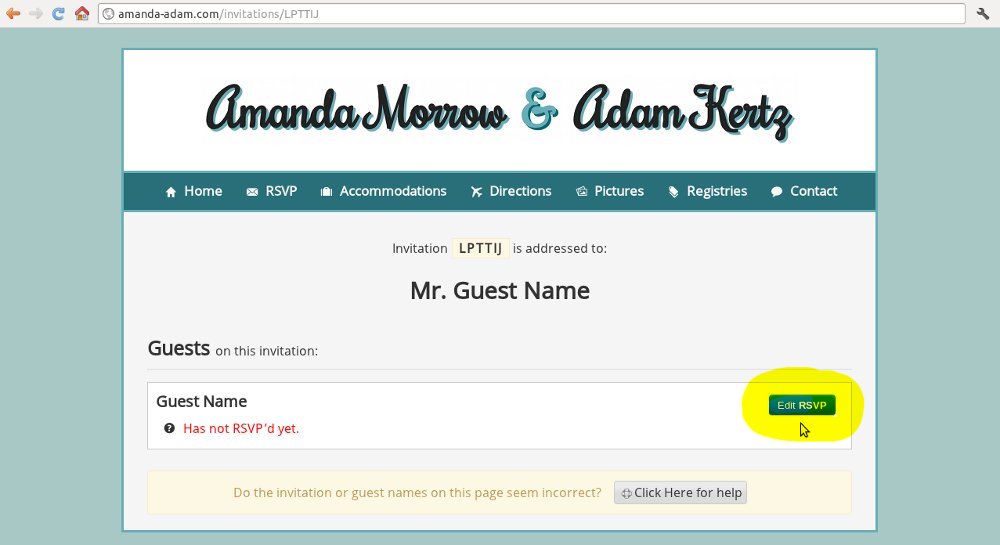 amanda-adam.com/invitations/LPTTIJ
Amanda Morrow & Adam Kertz
Home RSVP Accommodations Directions Pictures Registries Contact
Invitation LPTTIJ is addressed to:
Mr. Guest Name
Guests on this invitation:
Guest Name
Edit RSVP
? Has not RSVP'd yet.
Do the invitation or guest names on this page seem incorrect? Click Here for help